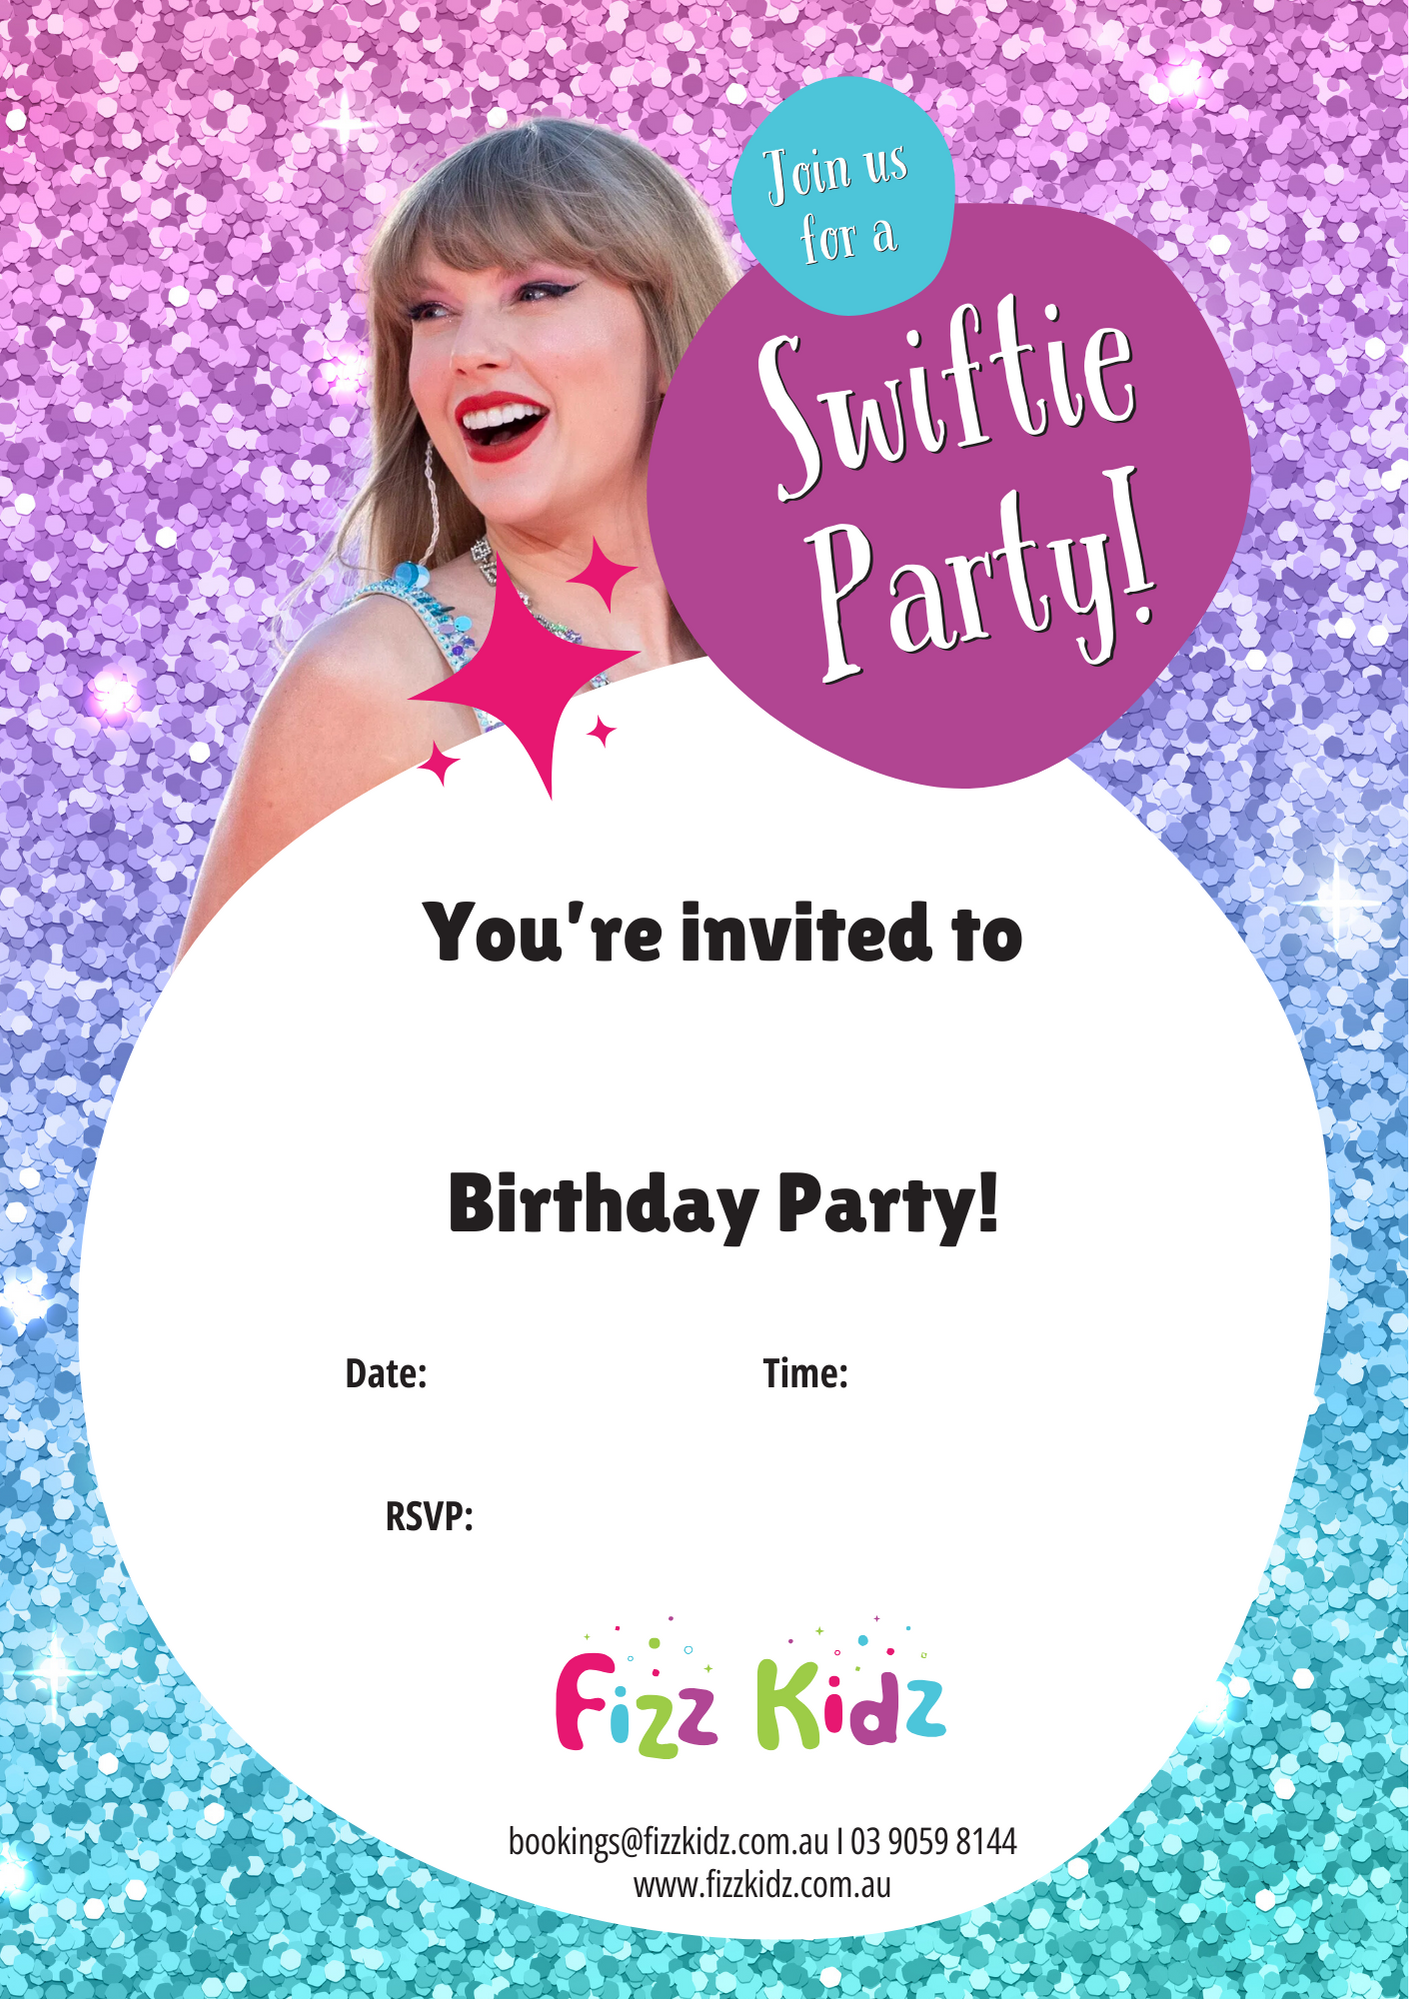 Join us
for a
Swiftie
Party!
You're invited to
Birthday Party!
Date: Time:
RSVP:
Fizz Kidz
bookings@fizzkidz.com.au I 03 9059 8144
www.fizzkidz.com.au